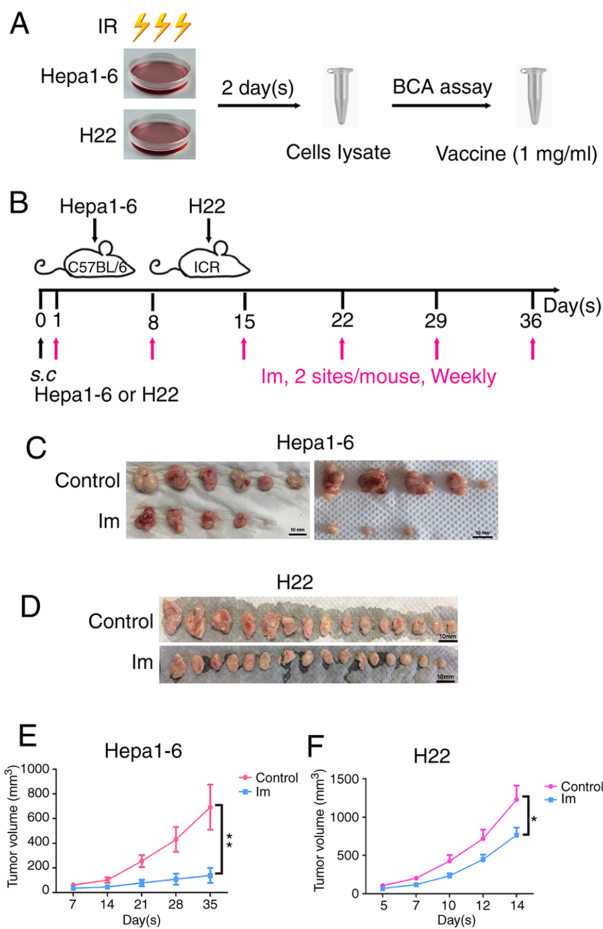 A
IR
Hepa1-6
H22
2 day(s)
BCA assay
Cells lysate
Vaccine (1 mg/ml)
B
Hepa1-6
H22
C57BL/6
ICR
Day(s)
0 1 8 15 22 29 36
s.c
Im, 2 sites/mouse, Weekly
Hepa1-6 or H22
C
Hepa1-6
Control
Im
10 mm
10 mm
H22
D
Control
10mm
Im
10mm
E
Hepa1-6
Tumor volume (mm3)
1000
800
600
400
200
0
7 14 21 28 35
Day(s)
Control
Im
**
F
H22
Tumor volume (mm3)
1500
1000
500
0
5 7 10 12 14
Day(s)
Control
Im
*